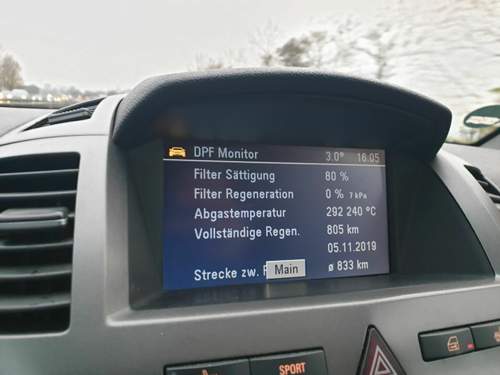 DPF Monitor 3.0° 16:05
Filter Sättigung 80 %
Filter Regeneration 0 % 7 kPa
Abgastemperatur 292 240 °C
Vollständige Regen. 805 km
05.11.2019
Strecke zw. ø 833 km
Main
SPORT